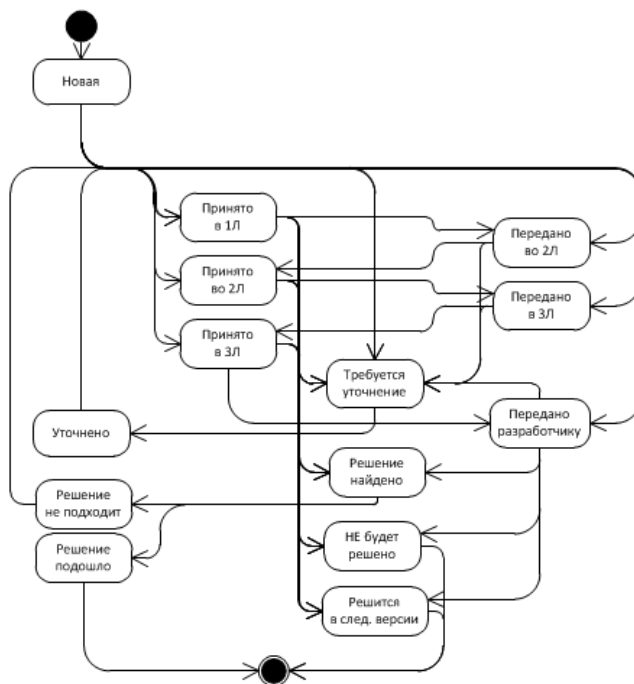 Новая
Принято
в 1Л
Передано
во 2Л
Принято
во 2Л
Передано
в 3Л
Принято
в 3Л
Требуется
уточнение
Передано
разработчику
Уточнено
Решение
найдено
Решение
не подходит
НЕ будет
решено
Решение
подошло
Решится
в след. версии